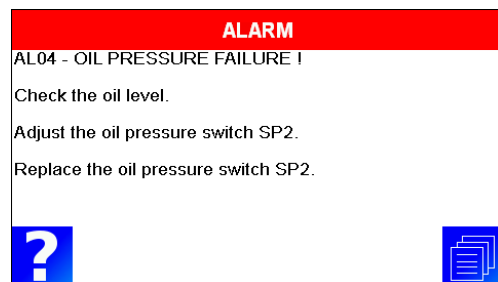 ALARM
AL04 - OIL PRESSURE FAILURE !
Check the oil level.
Adjust the oil pressure switch SP2.
Replace the oil pressure switch SP2.
?